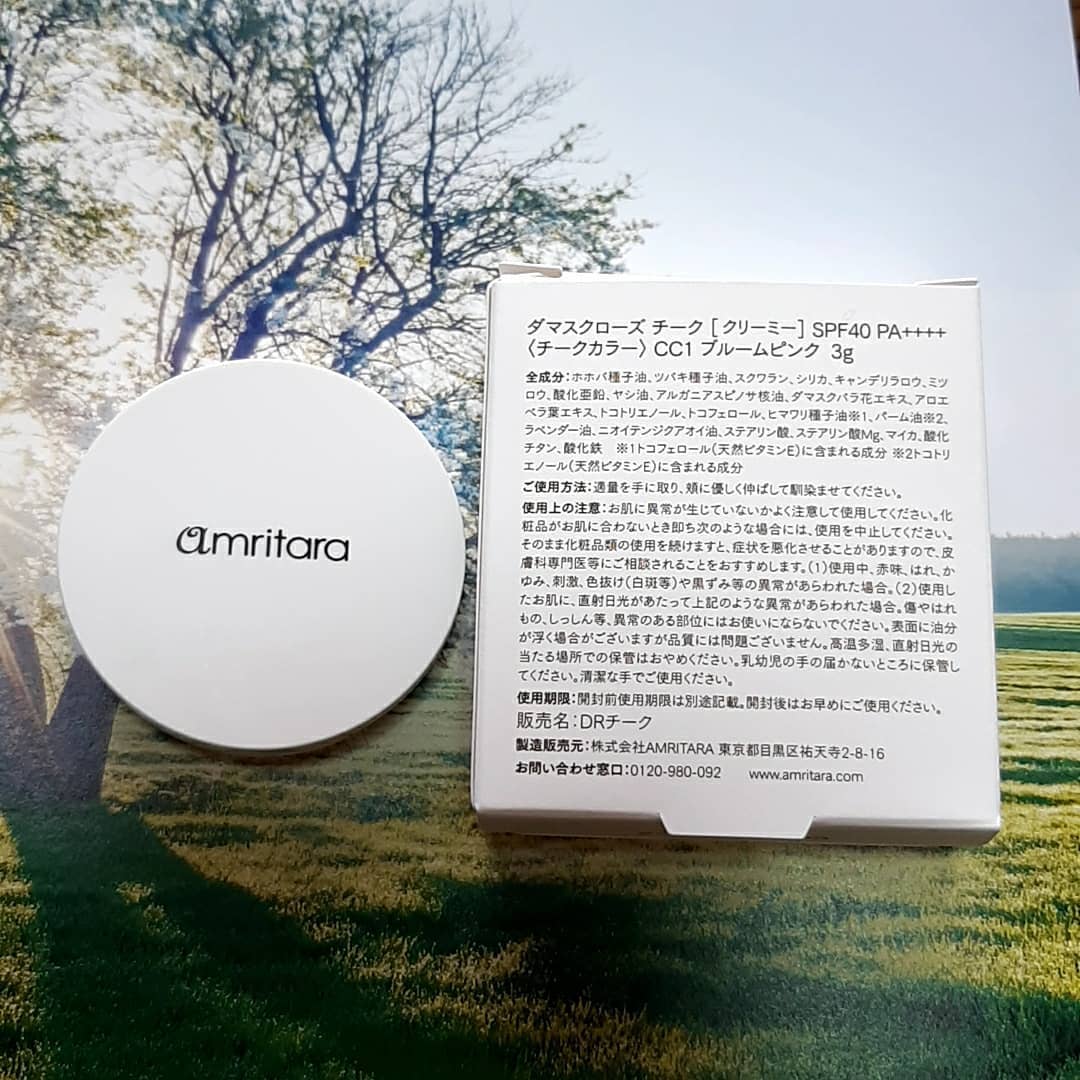 amritara
ダマスクローズ チーク [クリーミー] SPF40 PA++++
〈チークカラー〉 CC1 ブルームピンク 3g
全成分：ホホバ種子油、ツバキ種子油、スクワラン、シリカ、キャンデリラロウ、ミツ
ロウ、酸化亜鉛、ヤシ油、アルガニアスピノサ核油、ダマスクバラ花エキス、アロエ
ベラ葉エキス、トコトリエノール、トコフェロール、ヒマワリ種子油※1、パーム油※2、
ラベンダー油、ニオイテンジクアオイ油、ステアリン酸、ステアリン酸Mg、マイカ、酸化
チタン、酸化鉄　※1トコフェロール(天然ビタミンE)に含まれる成分 ※2トコトリ
エノール(天然ビタミンE)に含まれる成分
ご使用方法：適量を手に取り、頬に優しく伸ばして馴染ませてください。
使用上の注意：お肌に異常が生じていないかよく注意して使用してください。化
粧品がお肌に合わないとき即ち次のような場合には、使用を中止してください。
そのまま化粧品類の使用を続けますと、症状を悪化させることがありますので、皮
膚科専門医等にご相談されることをおすすめします。(1)使用中、赤味、はれ、か
ゆみ、刺激、色抜け(白斑等)や黒ずみ等の異常があらわれた場合。(2)使用し
たお肌に、直射日光があたって上記のような異常があらわれた場合。傷やはれ
もの、しっしん等、異常のある部位にはお使いにならないでください。表面に油分
が浮く場合がございますが品質には問題ございません。高温多湿、直射日光の
当たる場所での保管はおやめください。乳幼児の手の届かないところに保管し
てください。清潔な手でご使用ください。
使用期限：開封前使用期限は別途記載。開封後はお早めにご使用ください。
販売名：DRチーク
製造販売元：株式会社AMRITARA 東京都目黒区祐天寺2-8-16
お問い合わせ窓口：0120-980-092　www.amritara.com